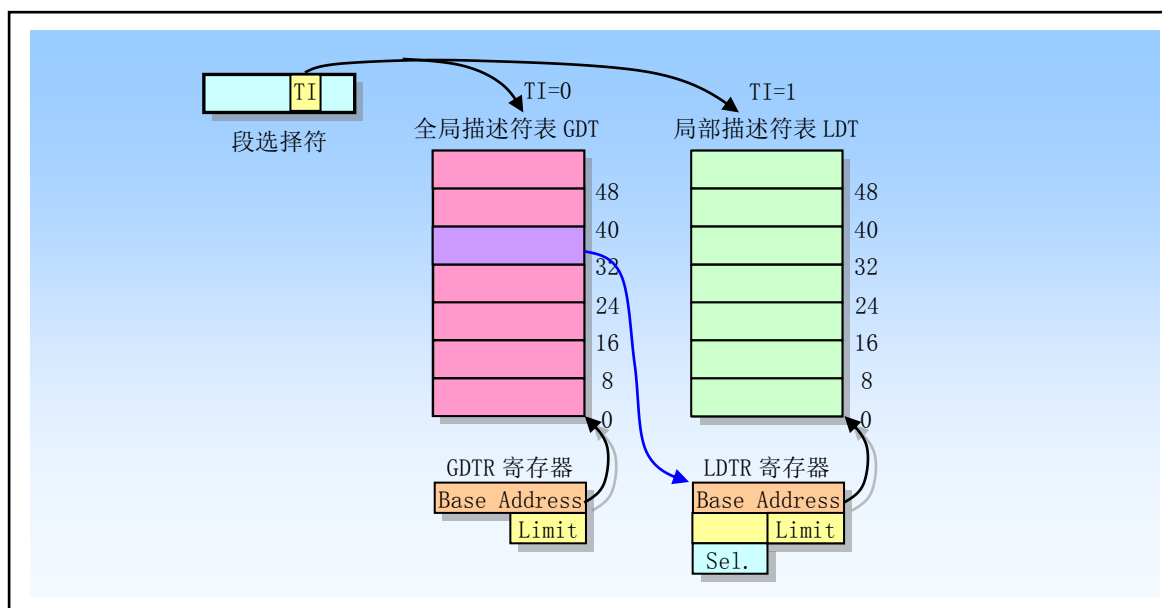 TI
TI=0
TI=1
段选择符
全局描述符表 GDT
局部描述符表 LDT
48
48
40
40
32
32
24
24
16
16
8
8
0
0
GDTR 寄存器
LDTR 寄存器
Base Address
Base Address
Limit
Limit
Sel.